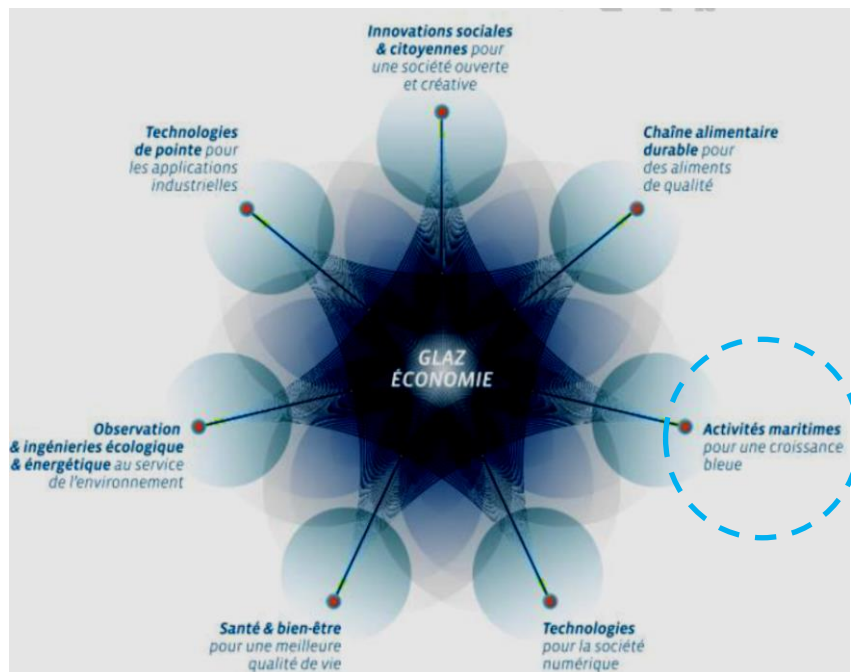 Innovations sociales
& citoyennes pour
une société ouverte
et créative
Technologies
de pointe pour
les applications
industrielles
Chaîne alimentaire
durable pour
des aliments
de qualité
GLAZ
ÉCONOMIE
Observation
& ingénieries écologique
& énergétique au service
de l'environnement
Activités maritimes
pour une croissance
bleue
Santé & bien-être
pour une meilleure
qualité de vie
Technologies
pour la société
numérique